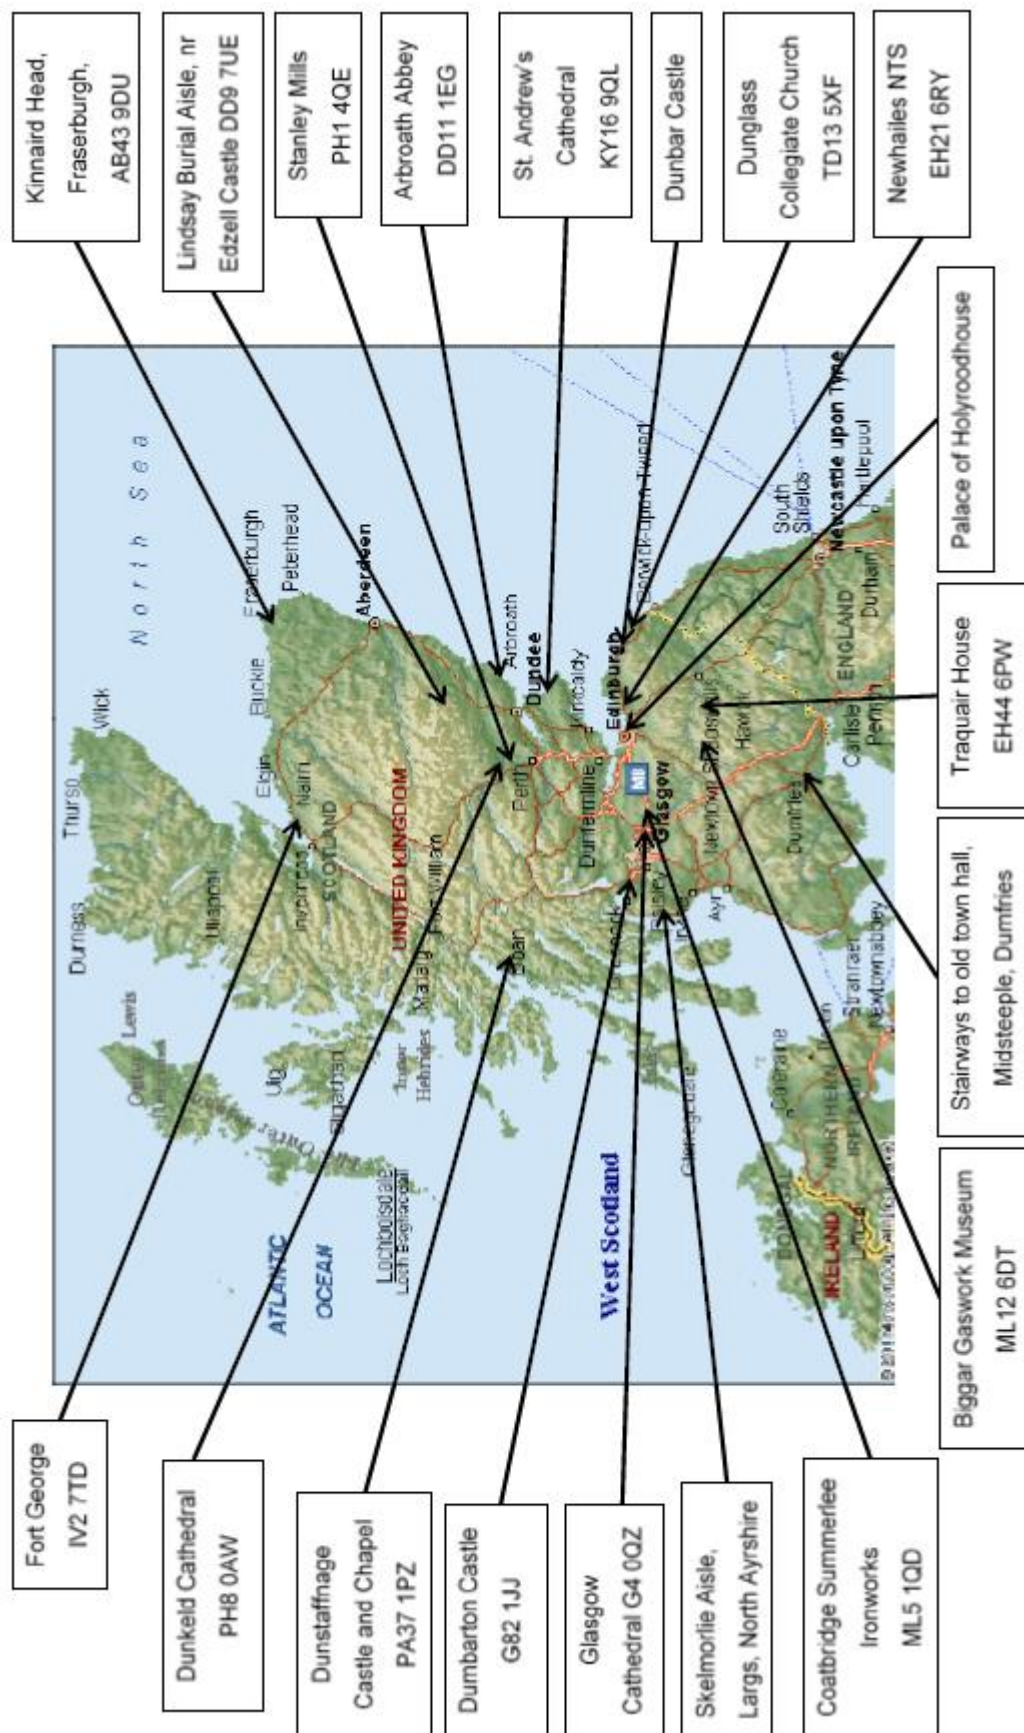 Fort George
IV2 7TD
Dunkeld Cathedral
PH8 0AW
Dunstaffnage
Castle and Chapel
PA37 1PZ
Dumbarton Castle
G82 1JJ
Glasgow
Cathedral G4 0QZ
Skelmorlie Aisle,
Largs, North Ayrshire
Coatbridge Summerlee
Ironworks
ML5 1QD
Biggar Gaswork Museum
ML12 6DT
Stairways to old town hall,
Midsteeple, Dumfries
Traquair House
EH44 6PW
Palace of Holyroodhouse
Kinnaird Head,
Fraserburgh,
AB43 9DU
Lindsay Burial Aisle, nr
Edzell Castle DD9 7UE
Stanley Mills
PH1 4QE
Arbroath Abbey
DD11 1EG
St. Andrew's
Cathedral
KY16 9QL
Dunbar Castle
Dunglass
Collegiate Church
TD13 5XF
Newhailes NTS
EH21 6RY
North Sea
ATLANTIC
OCEAN
West Scotland
UNITED KINGDOM
SCOTLAND
ENGLAND
IRELAND
NORTHERN
Durness
Thurso
Wick
Lewis
Ullapool
Uig
Inner
Hebrides
Lochboisdale
Mallaig
Inverness
Nairn
Elgin
Buckie
Fraserburgh
Peterhead
Aberdeen
Arbroath
Dundee
Perth
Kirkcaldy
Dunfermline
Edinburgh
MB
Glasgow
Paisley
Ayr
Berwick-upon-Tweed
Dumfries
Stranraer
Newtownabbey
Carlisle
Durham
South
Shields
Newcastle upon Tyne
Hartlepool
Coleraine